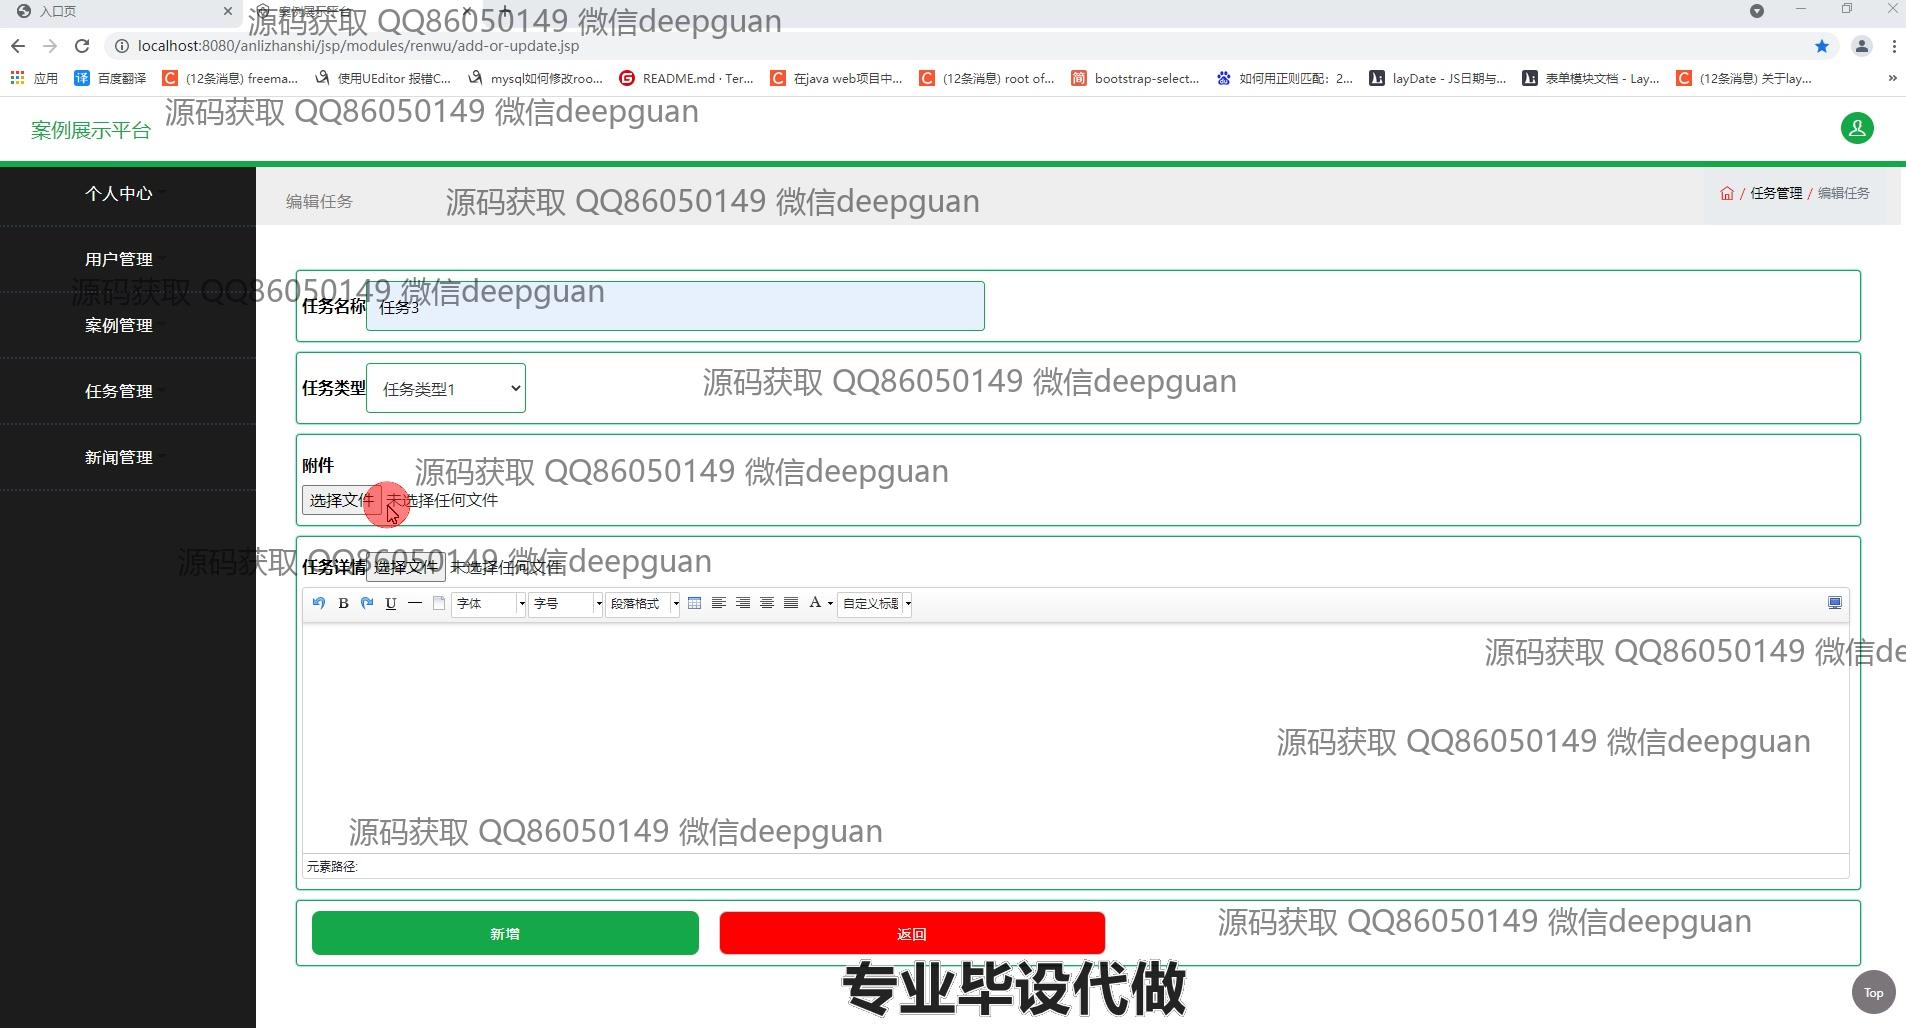 入口页
案例展示平台
源码获取 QQ86050149 微信deepguan
localhost:8080/anlizhanshi/jsp/modules/renwu/add-or-update.jsp
应用 百度翻译 (12条消息) freema... 使用UEditor 报错C... mysql如何修改roo... README.md · Ter... 在java web项目中... (12条消息) root of... bootstrap-select... 如何用正则匹配：2... layDate - JS日期与... 表单模块文档 - Lay... (12条消息) 关于lay... »
源码获取 QQ86050149 微信deepguan
案例展示平台
个人中心
编辑任务
源码获取 QQ86050149 微信deepguan
/ 任务管理 / 编辑任务
用户管理
源码获取 QQ86050149 微信deepguan
任务名称 任务3
案例管理
任务类型 任务类型1
源码获取 QQ86050149 微信deepguan
任务管理
新闻管理
附件
源码获取 QQ86050149 微信deepguan
选择文件 未选择任何文件
源码获取 QQ86050149 微信deepguan
任务详情 选择文件 未选择任何文件
B U 字体 字号 段落格式 A 自定义标题
源码获取 QQ86050149 微信de
源码获取 QQ86050149 微信deepguan
源码获取 QQ86050149 微信deepguan
元素路径:
新增 返回
源码获取 QQ86050149 微信deepguan
专业毕设代做
Top